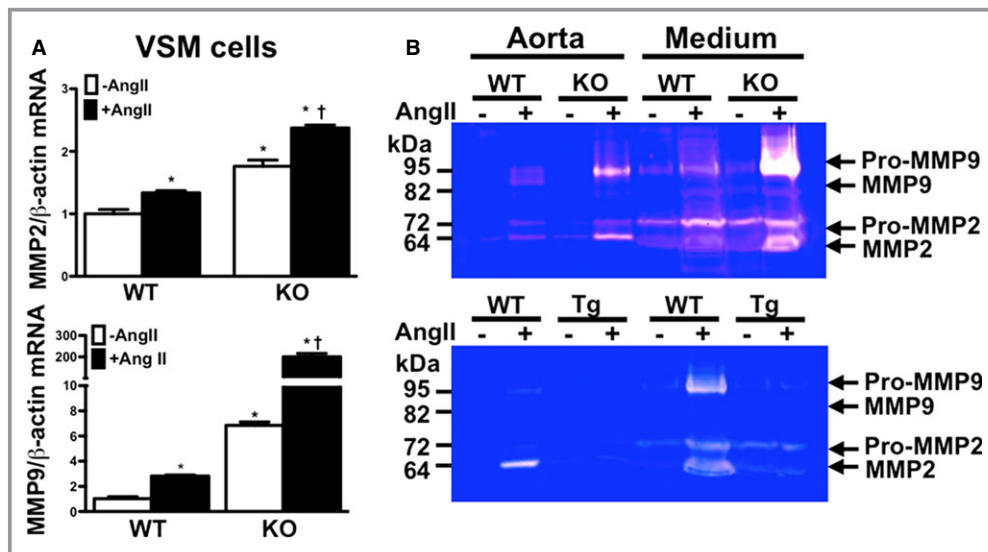 A
VSM cells
MMP2/β-actin mRNA
-AngII
+AngII
3
2
1
0
* †
*
*
WT KO
MMP9/β-actin mRNA
-AngII
+Ang II
300
200
100
8
6
4
2
0
*†
*
*
WT KO
B
Aorta Medium
WT KO WT KO
AngII - + - + - + - +
kDa
95
82
72
64
Pro-MMP9
MMP9
Pro-MMP2
MMP2
WT Tg WT Tg
AngII - + - + - + - +
kDa
95
82
72
64
Pro-MMP9
MMP9
Pro-MMP2
MMP2